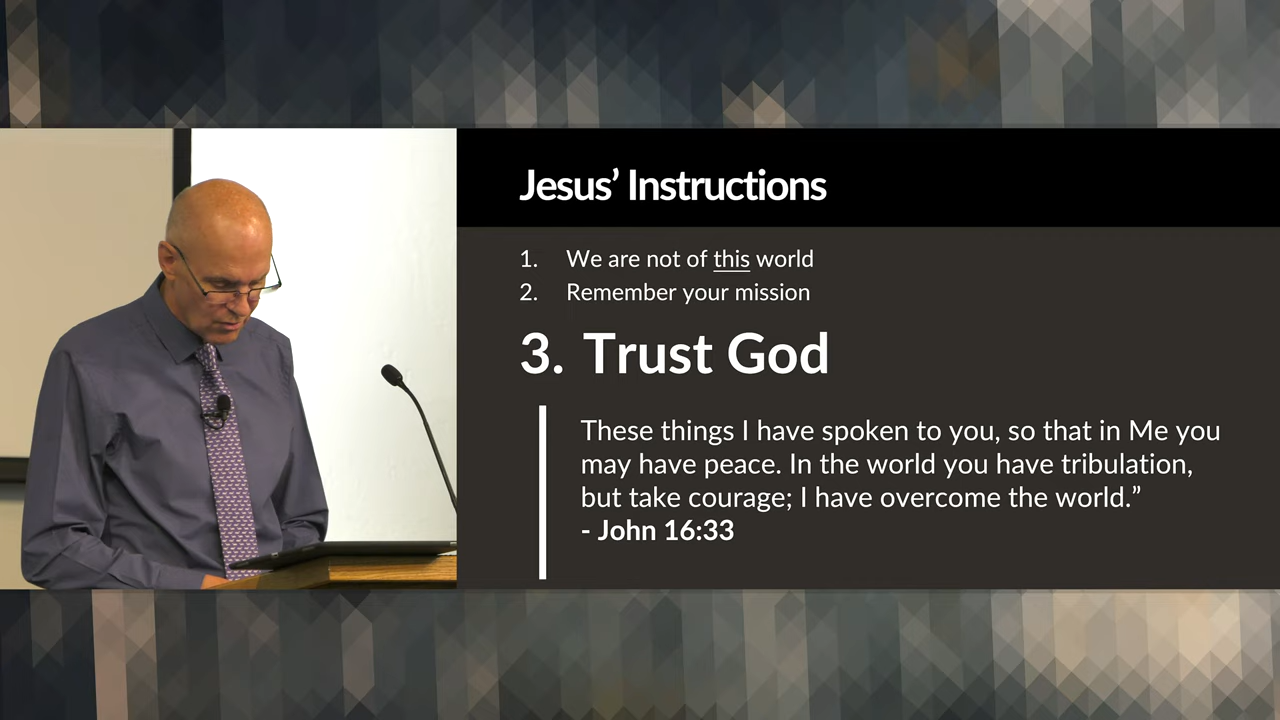 Jesus’ Instructions
1. We are not of this world
2. Remember your mission
3. Trust God
These things I have spoken to you, so that in Me you
may have peace. In the world you have tribulation,
but take courage; I have overcome the world.”
- John 16:33